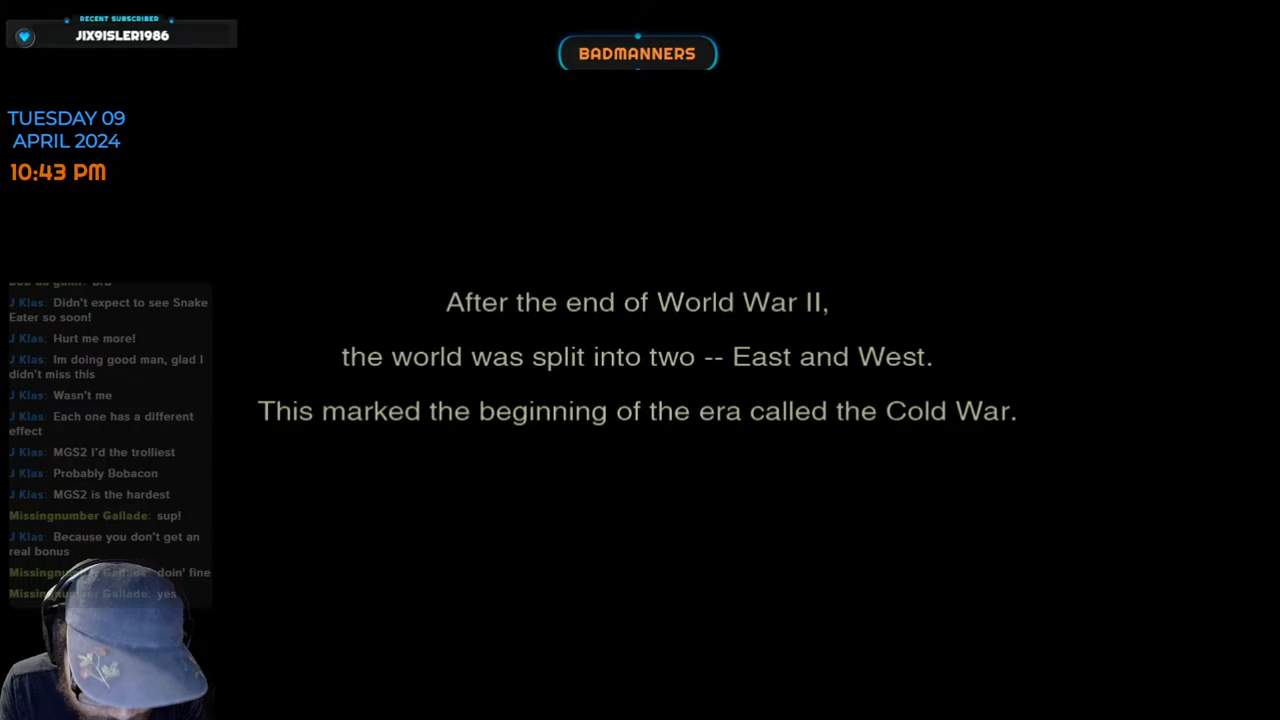 RECENT SUBSCRIBER
JIX9ISLER1986
BADMANNERS
TUESDAY 09
APRIL 2024
10:43 PM
After the end of World War II,
the world was split into two -- East and West.
This marked the beginning of the era called the Cold War.
J Klas: Didn't expect to see Snake
Eater so soon!
J Klas: Hurt me more!
J Klas: Im doing good man, glad I
didn't miss this
J Klas: Wasn't me
J Klas: Each one has a different
effect
J Klas: MGS2 I'd the trolliest
J Klas: Probably Bobacon
J Klas: MGS2 is the hardest
Missingnumber Gallade: sup!
J Klas: Because you don't get an
real bonus
Missingnumber Gallade: doin' fine
Missingnumber Gallade: yes